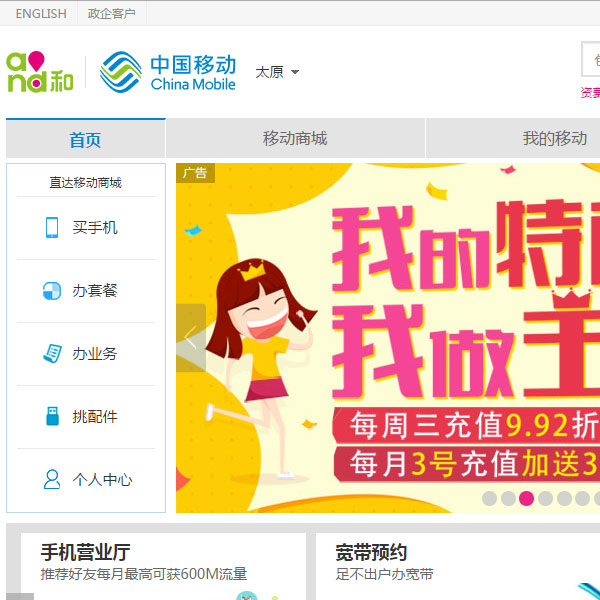 ENGLISH 政企客户
and和 中国移动 China Mobile 太原
资费
首页 移动商城 我的移动
直达移动商城
买手机
办套餐
办业务
挑配件
个人中心
广告
我的特
我做主
每周三充值9.92折
每月3号充值加送3
手机营业厅
推荐好友每月最高可获600M流量
宽带预约
足不出户办宽带